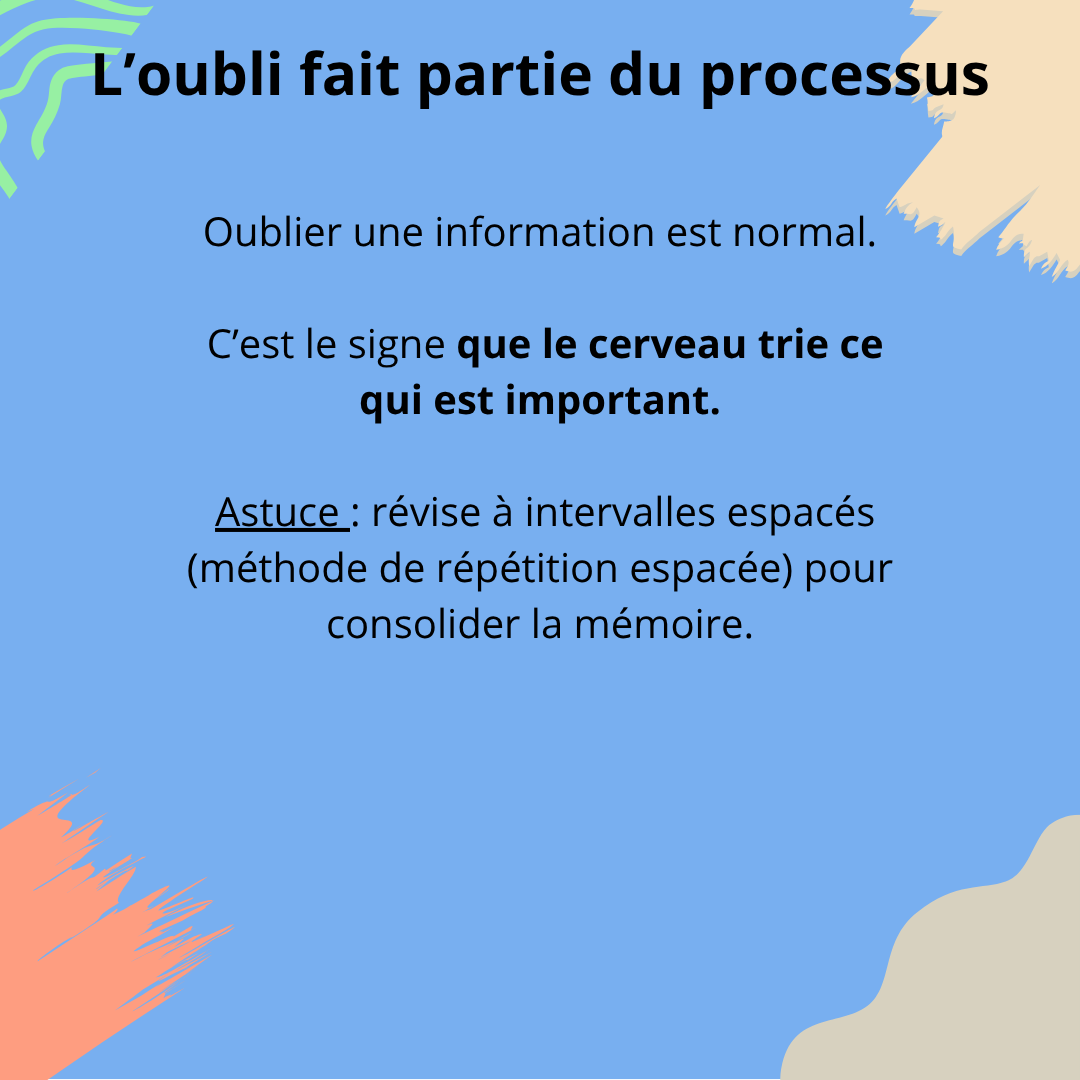 L’oubli fait partie du processus
Oublier une information est normal.
C’est le signe que le cerveau trie ce
qui est important.
Astuce : révise à intervalles espacés
(méthode de répétition espacée) pour
consolider la mémoire.